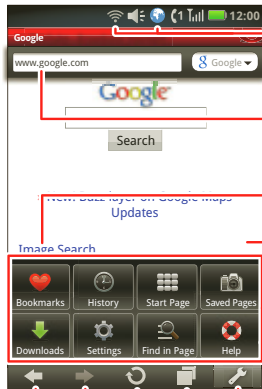 12:00
Google
www.google.com
Google
Google
Search
New! Buzz layer on Google Maps
Updates
Image Search
Bookmarks History Start Page Saved Pages
Downloads Settings Find in Page Help